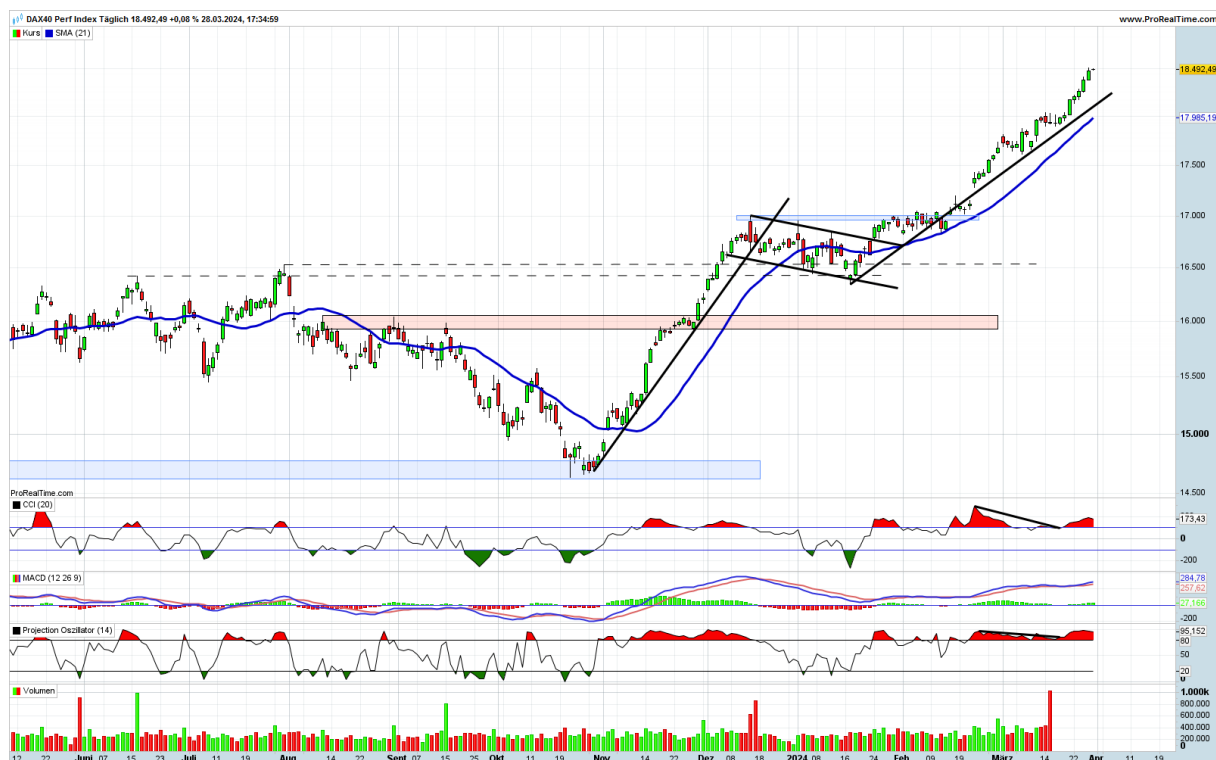 DAX40 Perf Index Täglich 18.492,49 +0,08 % 28.03.2024, 17:34:59
www.ProRealTime.com
Kurs SMA (21)
18.492,49
17.985,19
17.500
17.000
16.500
16.000
15.500
15.000
14.500
ProRealTime.com
CCI (20)
173,43
0
-200
MACD (12 26 9)
284,78
257,62
27,166
-200
Projection Oszillator (14)
95,152
80
50
20
0
Volumen
1.000k
800.000
600.000
400.000
200.000
0
12 22 Juni 07 15 23 Juli 11 19 Aug 08 16 24 Sept 07 15 25 Okt 11 19 Nov 14 22 Dez 08 18 2024 08 16 24 Feb 09 19 März 14 22 Apr 11 19